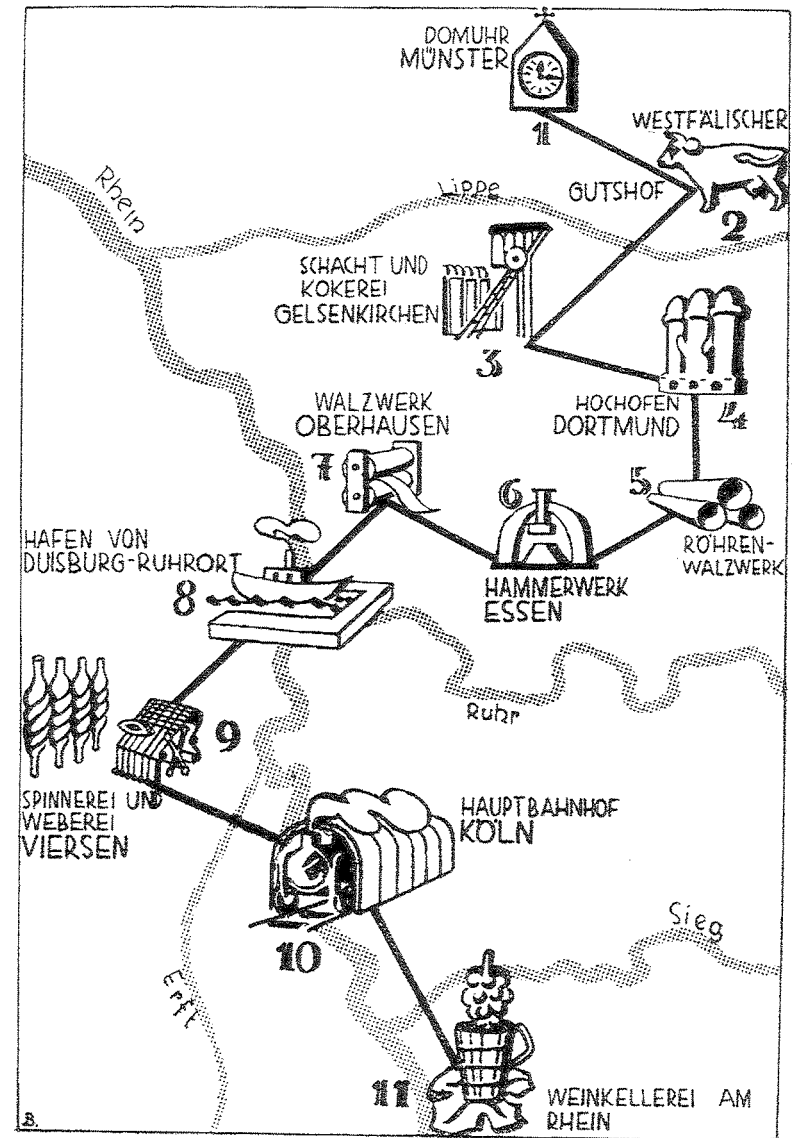 DOMUHR
MÜNSTER
1
WESTFÄLISCHER
GUTSHOF
2
Rhein
Lippe
SCHACHT UND
KOKEREI
GELSENKIRCHEN
3
HOCHOFEN
DORTMUND
4
WALZWERK
OBERHAUSEN
7
6
5
RÖHREN-
WALZWERK
HAMMERWERK
ESSEN
HAFEN VON
DUISBURG-RUHRORT
8
Ruhr
9
SPINNEREI UND
WEBEREI
VIERSEN
HAUPTBAHNHOF
KÖLN
10
Sieg
Erft
11
WEINKELLEREI AM
RHEIN
B.